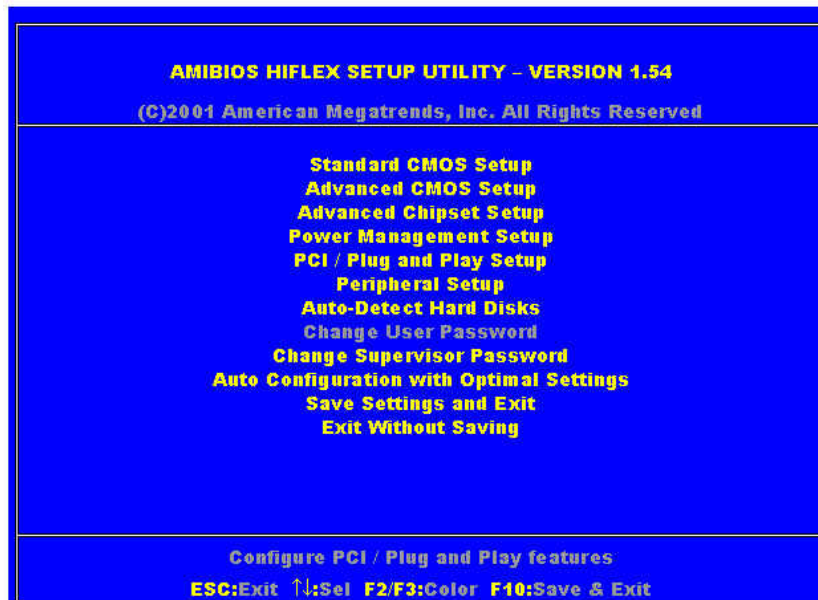 AMIBIOS HIFLEX SETUP UTILITY – VERSION 1.54
(C)2001 American Megatrends, Inc. All Rights Reserved
Standard CMOS Setup
Advanced CMOS Setup
Advanced Chipset Setup
Power Management Setup
PCI / Plug and Play Setup
Peripheral Setup
Auto-Detect Hard Disks
Change User Password
Change Supervisor Password
Auto Configuration with Optimal Settings
Save Settings and Exit
Exit Without Saving
Configure PCI / Plug and Play features
ESC:Exit ↑↓:Sel F2/F3:Color F10:Save & Exit